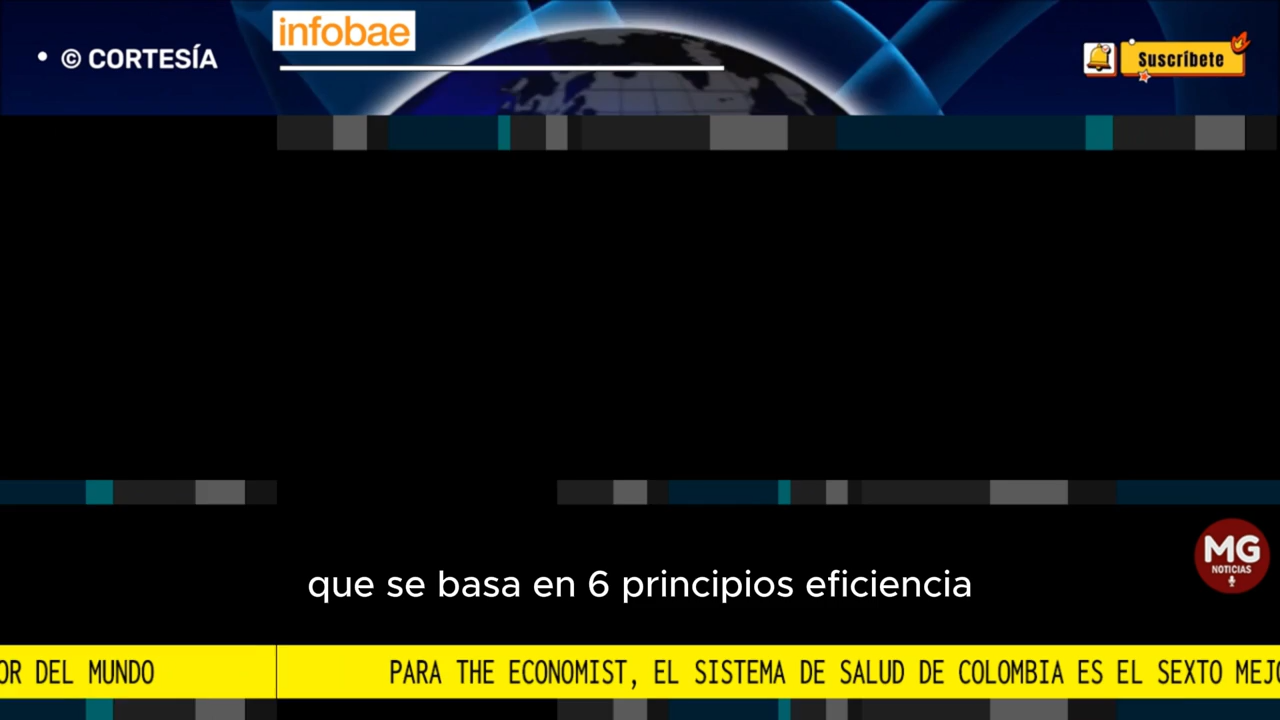 infobae
• © CORTESÍA
Suscríbete
MG
NOTICIAS
que se basa en 6 principios eficiencia
OR DEL MUNDO
PARA THE ECONOMIST, EL SISTEMA DE SALUD DE COLOMBIA ES EL SEXTO MEJO